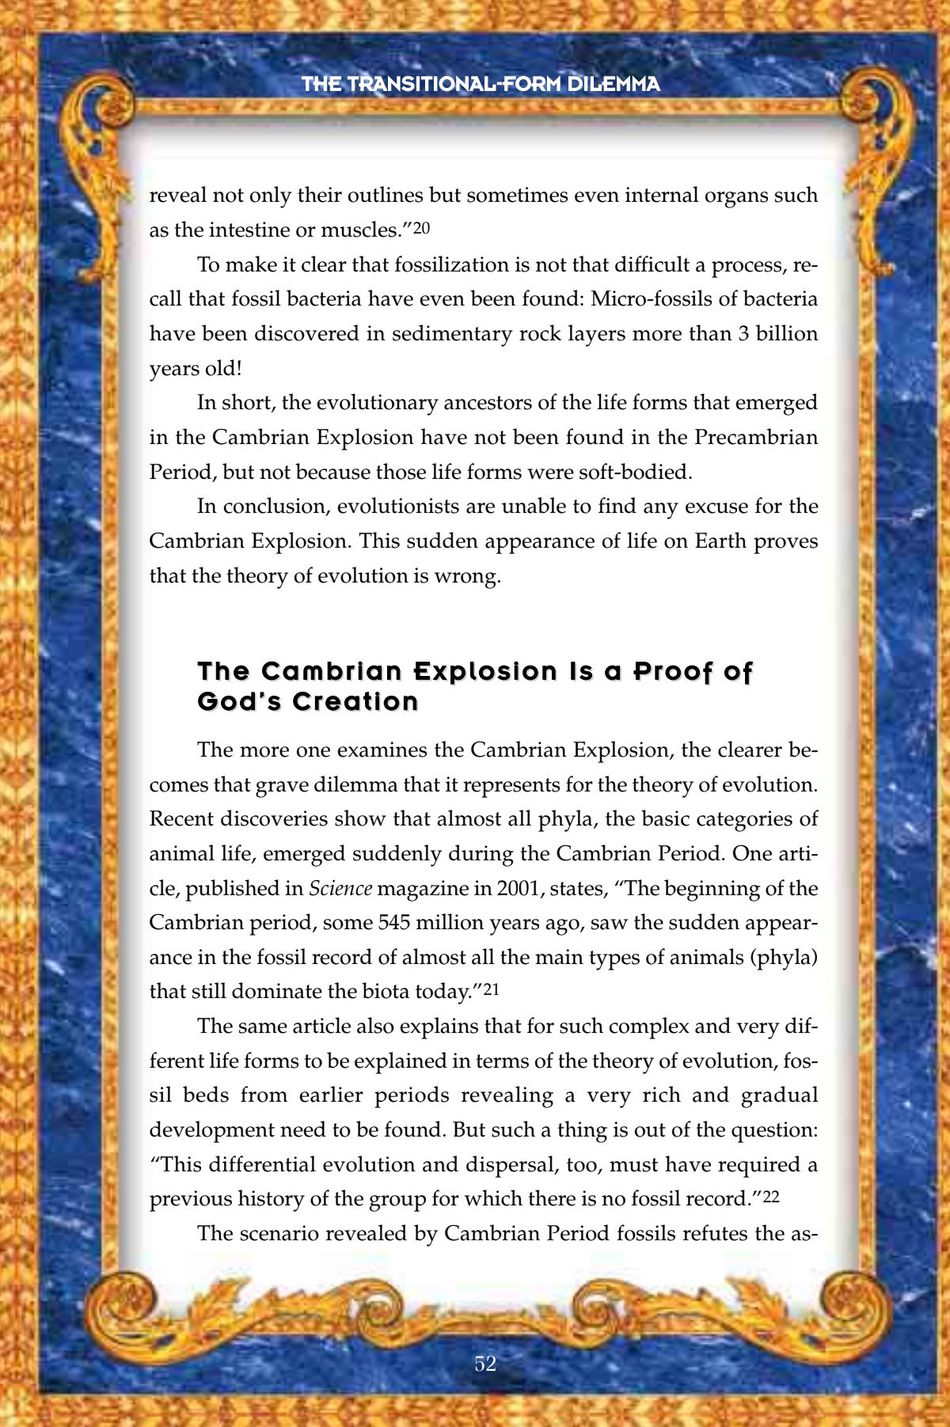 THE TRANSITIONAL-FORM DILEMMA
reveal not only their outlines but sometimes even internal organs such
as the intestine or muscles.”20
To make it clear that fossilization is not that difficult a process, re-
call that fossil bacteria have even been found: Micro-fossils of bacteria
have been discovered in sedimentary rock layers more than 3 billion
years old!
In short, the evolutionary ancestors of the life forms that emerged
in the Cambrian Explosion have not been found in the Precambrian
Period, but not because those life forms were soft-bodied.
In conclusion, evolutionists are unable to find any excuse for the
Cambrian Explosion. This sudden appearance of life on Earth proves
that the theory of evolution is wrong.
The Cambrian Explosion Is a Proof of
God's Creation
The more one examines the Cambrian Explosion, the clearer be-
comes that grave dilemma that it represents for the theory of evolution.
Recent discoveries show that almost all phyla, the basic categories of
animal life, emerged suddenly during the Cambrian Period. One arti-
cle, published in Science magazine in 2001, states, “The beginning of the
Cambrian period, some 545 million years ago, saw the sudden appear-
ance in the fossil record of almost all the main types of animals (phyla)
that still dominate the biota today.”21
The same article also explains that for such complex and very dif-
ferent life forms to be explained in terms of the theory of evolution, fos-
sil beds from earlier periods revealing a very rich and gradual
development need to be found. But such a thing is out of the question:
“This differential evolution and dispersal, too, must have required a
previous history of the group for which there is no fossil record.”22
The scenario revealed by Cambrian Period fossils refutes the as-
52